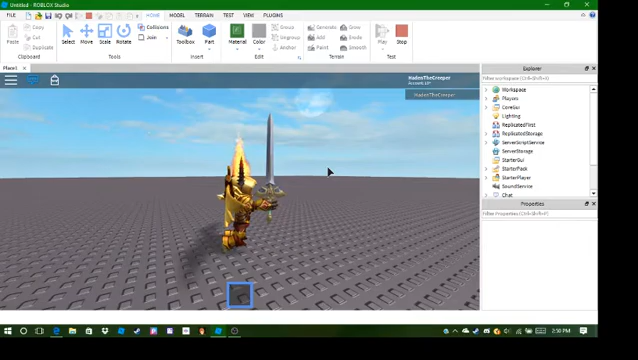 ROBLOX Studio
FILE HOME MODEL TERRAIN TEST VIEW PLUGINS
Paste Copy Cut Duplicate Select Move Scale Rotate Collisions Join Toolbox Part Material Color Group Ungroup Anchor Generate Add Paint Grow Erode Smooth Play Stop
Clipboard Tools Insert Edit Terrain Test
Place1
HadesTheCreeper
HadesTheCreeper
Explorer
Workspace
Players
CoreGui
Lighting
ReplicatedFirst
ReplicatedStorage
ServerScriptService
ServerStorage
StarterGui
StarterPack
StarterPlayer
SoundService
Chat
Properties
2:30 PM